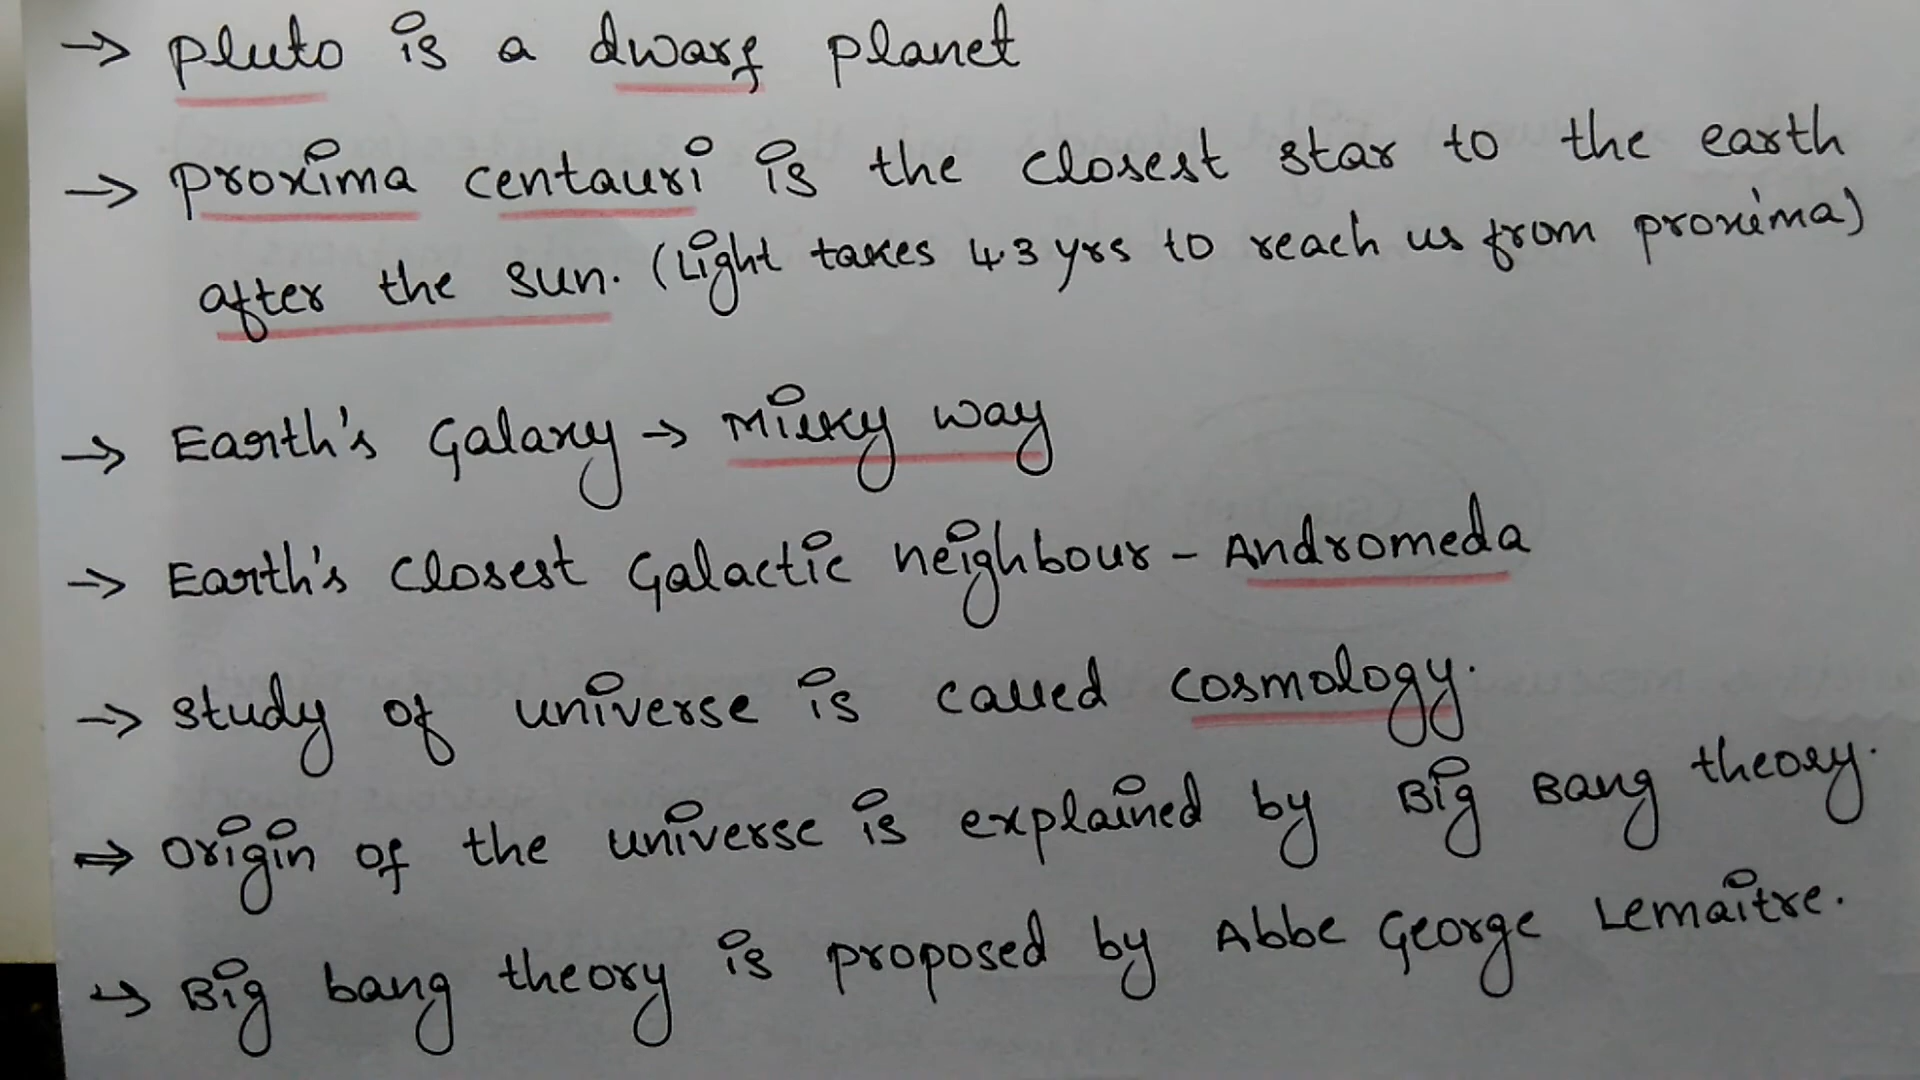 → Pluto is a dwarf planet
→ Proxima centauri is the closest star to the earth
after the sun. (Light takes 4.3 yrs to reach us from proxima)
→ Earth's Galaxy → Milky way
→ Earth's closest Galactic neighbour - Andromeda
→ Study of universe is called cosmology.
⇒ Origin of the universe is explained by Big Bang theory.
→ Big bang theory is proposed by Abbe George Lemaitre.